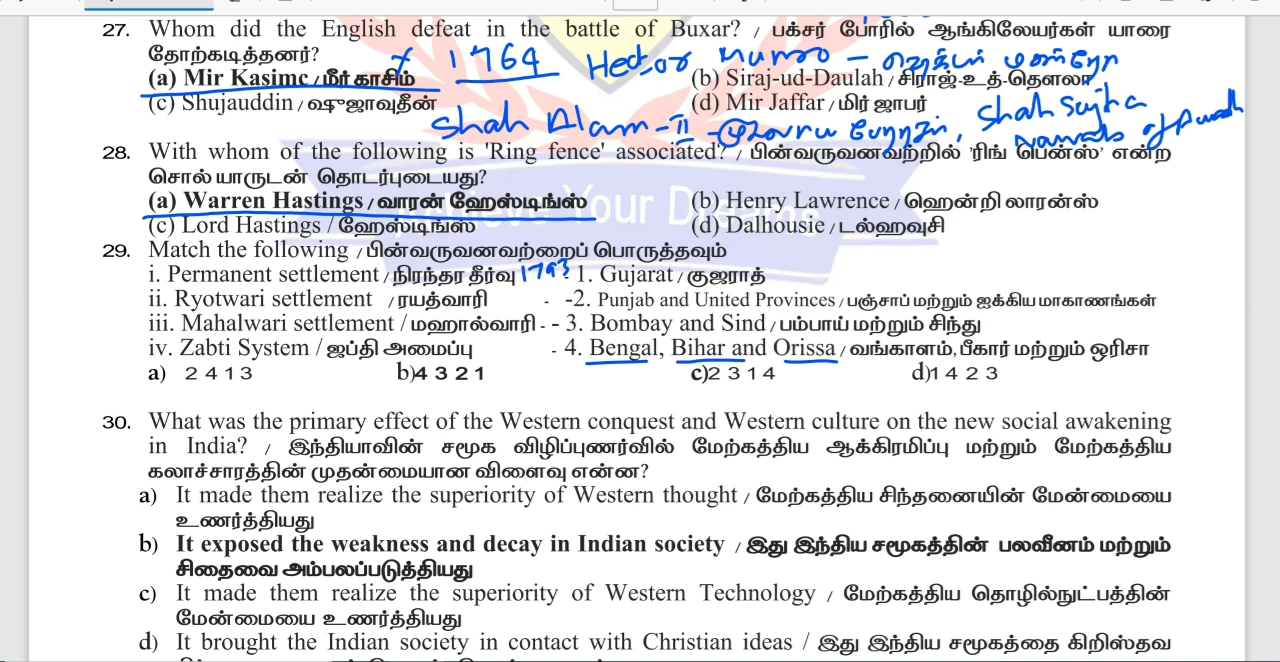 27. Whom did the English defeat in the battle of Buxar? / பக்சர் போரில் ஆங்கிலேயர்கள் யாரை
தோற்கடித்தனர்?
1764 Hector Munro –
(a) Mir Kasimc / மீர் காசிம் (b) Siraj-ud-Daulah / சிராஜ்-உத்-தௌலா
(c) Shujauddin / ஷுஜாவுதீன் (d) Mir Jaffar / மிர் ஜாபர்
Shah Alam - II - Shah Sujha
Nawab of Awadh
28. With whom of the following is 'Ring fence' associated? / பின்வருவனவற்றில் 'ரிங் பென்ஸ்' என்ற
சொல் யாருடன் தொடர்புடையது?
(a) Warren Hastings / வாரன் ஹேஸ்டிங்ஸ் (b) Henry Lawrence / ஹென்றி லாரன்ஸ்
Achieve Your Dreams
(c) Lord Hastings / ஹேஸ்டிங்ஸ் (d) Dalhousie / டல்ஹவுசி
29. Match the following / பின்வருவனவற்றைப் பொருத்தவும்
i. Permanent settlement / நிரந்தர தீர்வு 1793 - 1. Gujarat / குஜராத்
ii. Ryotwari settlement / ரயத்வாரி - -2. Punjab and United Provinces / பஞ்சாப் மற்றும் ஐக்கிய மாகாணங்கள்
iii. Mahalwari settlement / மஹால்வாரி - - 3. Bombay and Sind / பம்பாய் மற்றும் சிந்து
iv. Zabti System / ஜப்தி அமைப்பு - 4. Bengal, Bihar and Orissa / வங்காளம், பீகார் மற்றும் ஒரிசா
a) 2 4 1 3 b)4 3 2 1 c)2 3 1 4 d)1 4 2 3
30. What was the primary effect of the Western conquest and Western culture on the new social awakening
in India? / இந்தியாவின் சமூக விழிப்புணர்வில் மேற்கத்திய ஆக்கிரமிப்பு மற்றும் மேற்கத்திய
கலாச்சாரத்தின் முதன்மையான விளைவு என்ன?
a) It made them realize the superiority of Western thought / மேற்கத்திய சிந்தனையின் மேன்மையை
உணர்த்தியது
b) It exposed the weakness and decay in Indian society / இது இந்திய சமூகத்தின் பலவீனம் மற்றும்
சிதைவை அம்பலப்படுத்தியது
c) It made them realize the superiority of Western Technology / மேற்கத்திய தொழில்நுட்பத்தின்
மேன்மையை உணர்த்தியது
d) It brought the Indian society in contact with Christian ideas / இது இந்திய சமூகத்தை கிறிஸ்தவ